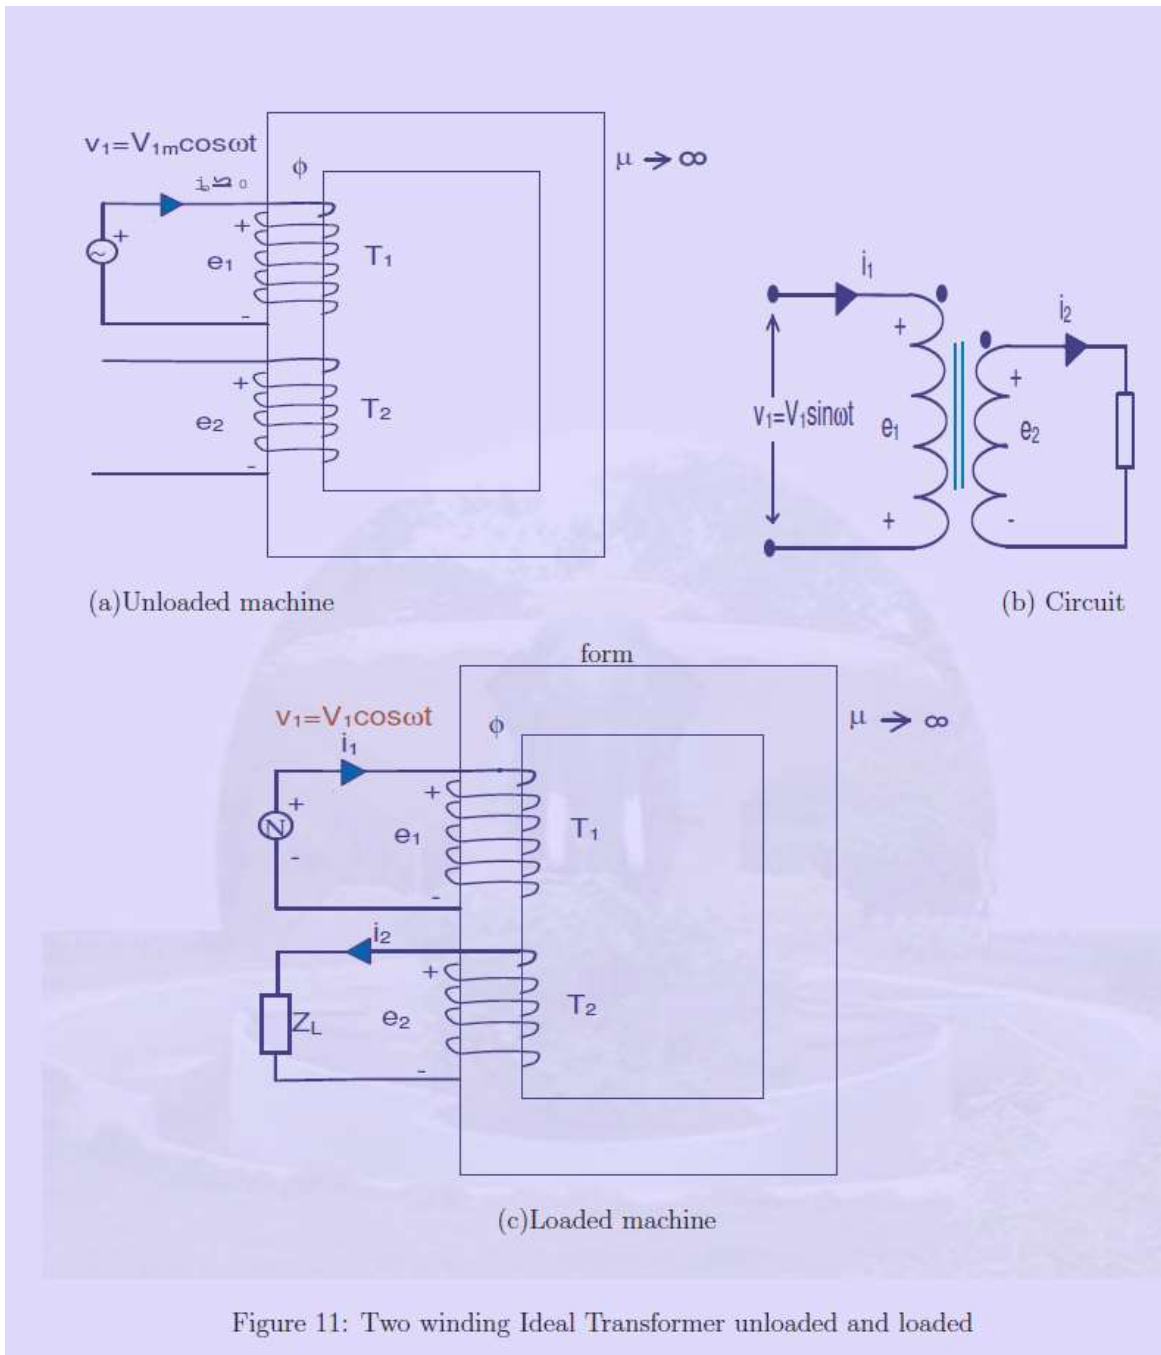 v₁=V₁ₘcosωt
ϕ
μ → ∞
+
+
~
e₁
T₁
-
+
e₂
T₂
-
i₁
i₂
+
+
v₁=V₁sinωt
e₁
e₂
+
-
(a)Unloaded machine
(b) Circuit
form
v₁=V₁cosωt
ϕ
μ → ∞
i₁
+
+
N
e₁
T₁
-
-
i₂
+
e₂
T₂
Z_L
-
(c)Loaded machine
Figure 11: Two winding Ideal Transformer unloaded and loaded